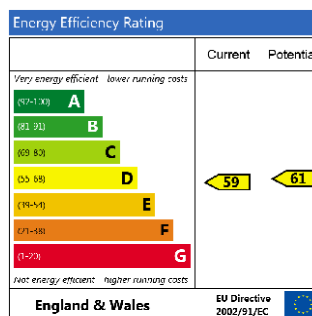 Energy Efficiency Rating
Current Potentia
Very energy efficient - lower running costs
(92-100) A
(81-91) B
(69-80) C
(55-68) D
59 61
(39-54) E
(21-38) F
(1-20) G
Not energy efficient - higher running costs
England & Wales
EU Directive
2002/91/EC